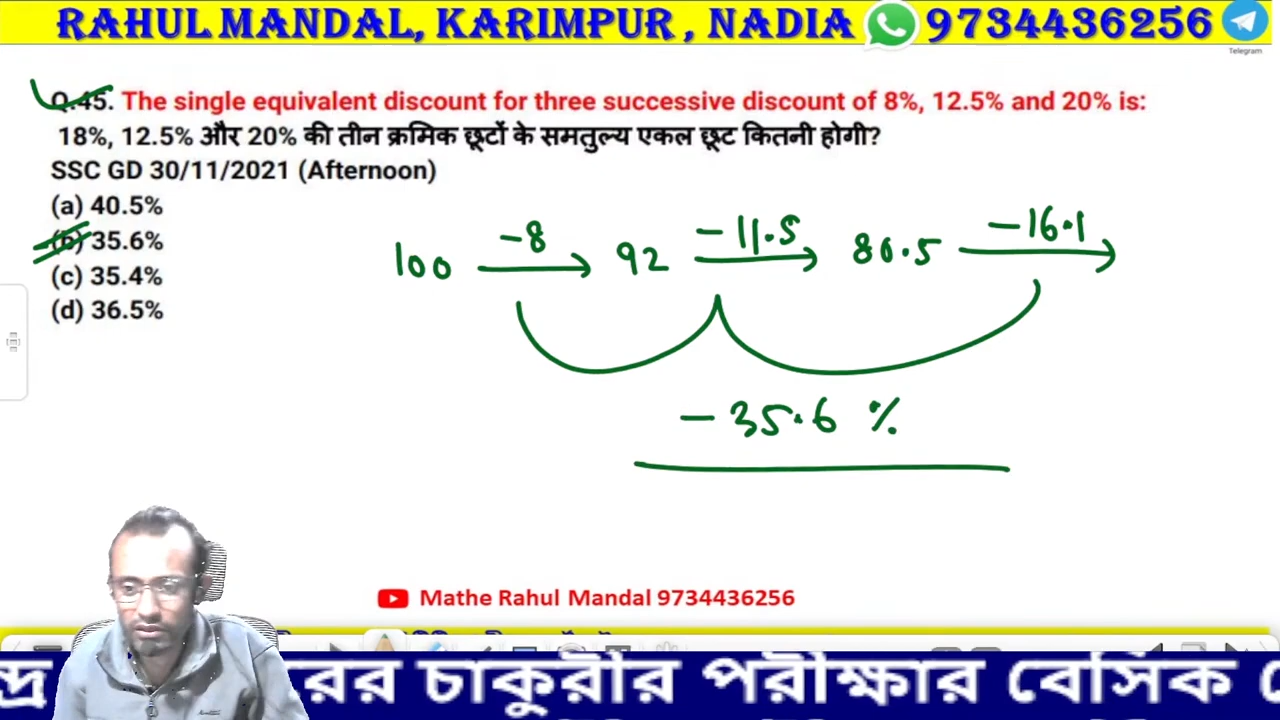 RAHUL MANDAL, KARIMPUR , NADIA 9734436256
Telegram
Q.45. The single equivalent discount for three successive discount of 8%, 12.5% and 20% is:
18%, 12.5% और 20% की तीन क्रमिक छूटों के समतुल्य एकल छूट कितनी होगी?
SSC GD 30/11/2021 (Afternoon)
(a) 40.5%
(b) 35.6%
(c) 35.4%
(d) 36.5%
100 -8 92 -11.5 80.5 -16.1
-35.6 %
Mathe Rahul Mandal 9734436256
চাকুরীর পরীক্ষার বেসিক